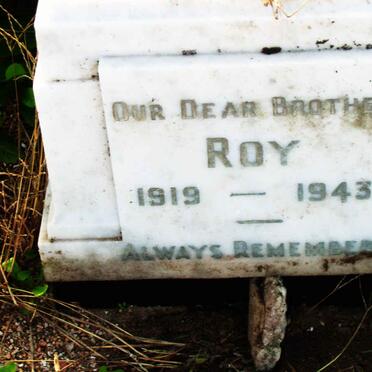 OUR DEAR BROTHE
ROY
1919 — 1943
ALWAYS REMEMBER